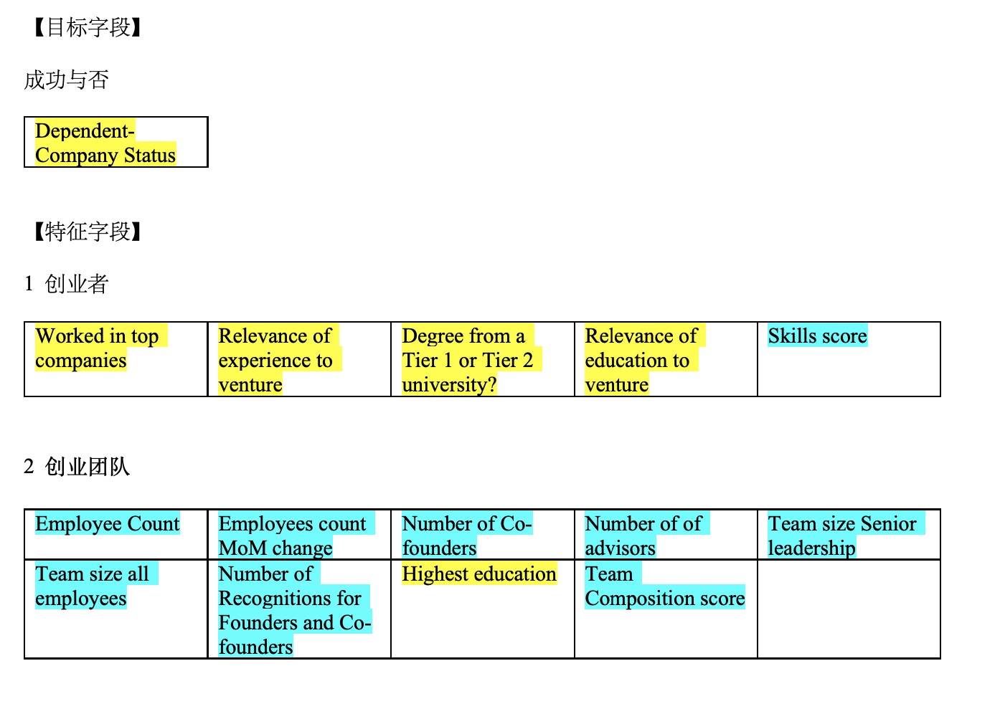 【目标字段】
成功与否
Dependent-
Company Status
【特征字段】
1 创业者
Worked in top
companies
Relevance of
experience to
venture
Degree from a
Tier 1 or Tier 2
university?
Relevance of
education to
venture
Skills score
2 创业团队
Employee Count
Employees count
MoM change
Number of Co-
founders
Number of of
advisors
Team size Senior
leadership
Team size all
employees
Number of
Recognitions for
Founders and Co-
founders
Highest education
Team
Composition score